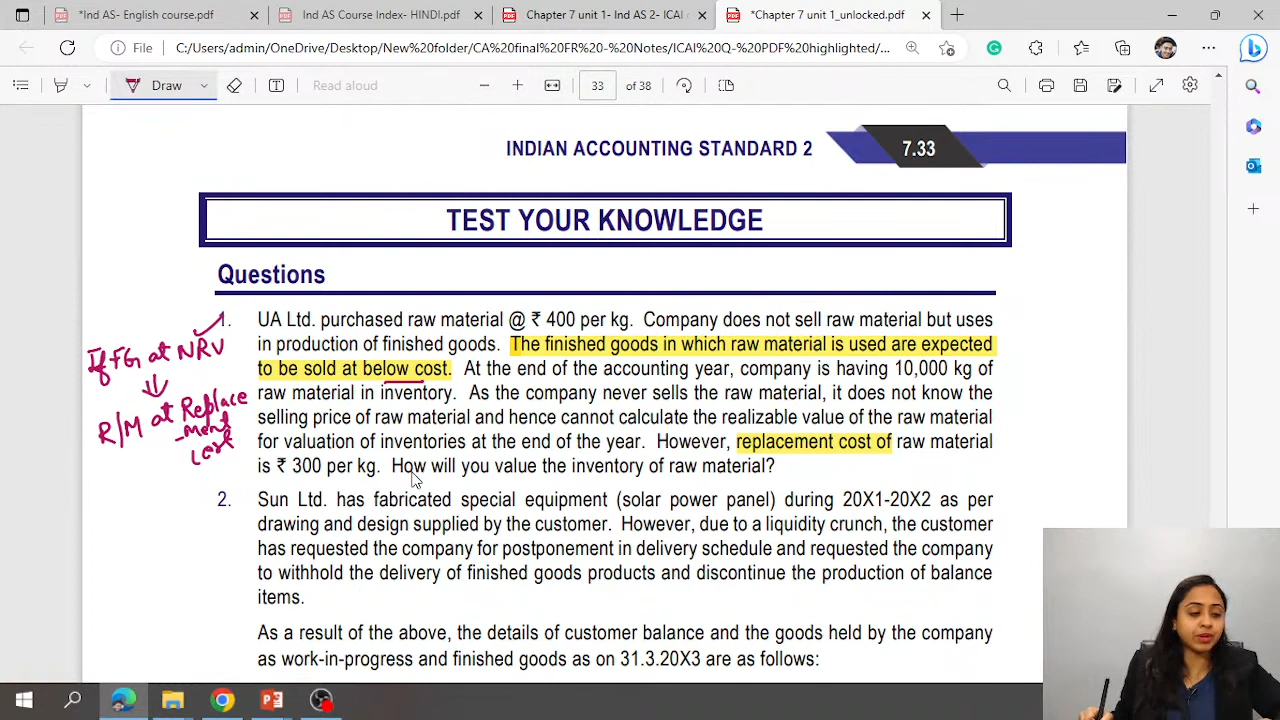 *Ind AS- English course.pdf
Ind AS Course Index- HINDI.pdf
Chapter 7 unit 1- Ind AS 2- ICAI
*Chapter 7 unit 1_unlocked.pdf
File
C:/Users/admin/OneDrive/Desktop/New%20folder/CA%20final%20FR%20-%20Notes/ICAI%20Q-%20PDF%20highlighted/...
Draw
Read aloud
33 of 38
INDIAN ACCOUNTING STANDARD 2
7.33
TEST YOUR KNOWLEDGE
Questions
1. UA Ltd. purchased raw material @ ₹ 400 per kg. Company does not sell raw material but uses
in production of finished goods. The finished goods in which raw material is used are expected
to be sold at below cost. At the end of the accounting year, company is having 10,000 kg of
raw material in inventory. As the company never sells the raw material, it does not know the
selling price of raw material and hence cannot calculate the realizable value of the raw material
for valuation of inventories at the end of the year. However, replacement cost of raw material
is ₹ 300 per kg. How will you value the inventory of raw material?
If FG at NRV
R/M at Replace
-ment
cost
2. Sun Ltd. has fabricated special equipment (solar power panel) during 20X1-20X2 as per
drawing and design supplied by the customer. However, due to a liquidity crunch, the customer
has requested the company for postponement in delivery schedule and requested the company
to withhold the delivery of finished goods products and discontinue the production of balance
items.
As a result of the above, the details of customer balance and the goods held by the company
as work-in-progress and finished goods as on 31.3.20X3 are as follows: